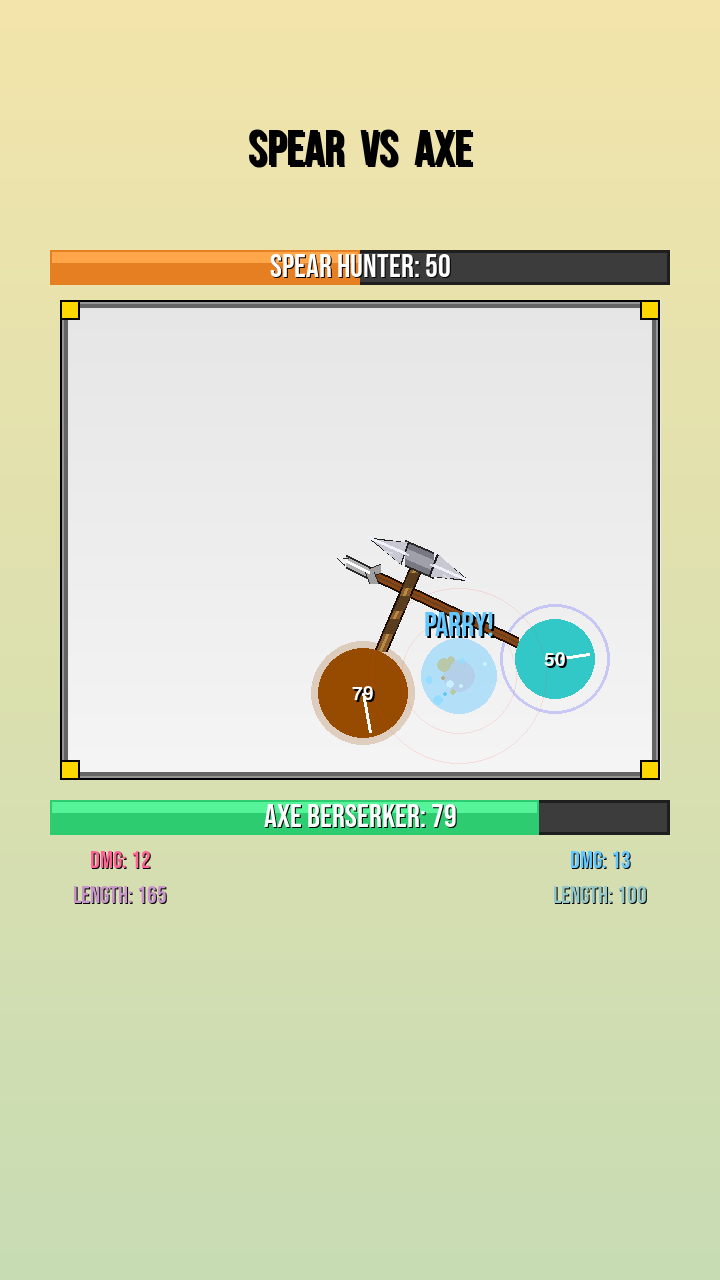 SPEAR VS AXE
SPEAR HUNTER: 50
PARRY!
50
79
AXE BERSERKER: 79
DMG: 12
DMG: 13
LENGTH: 165
LENGTH: 100